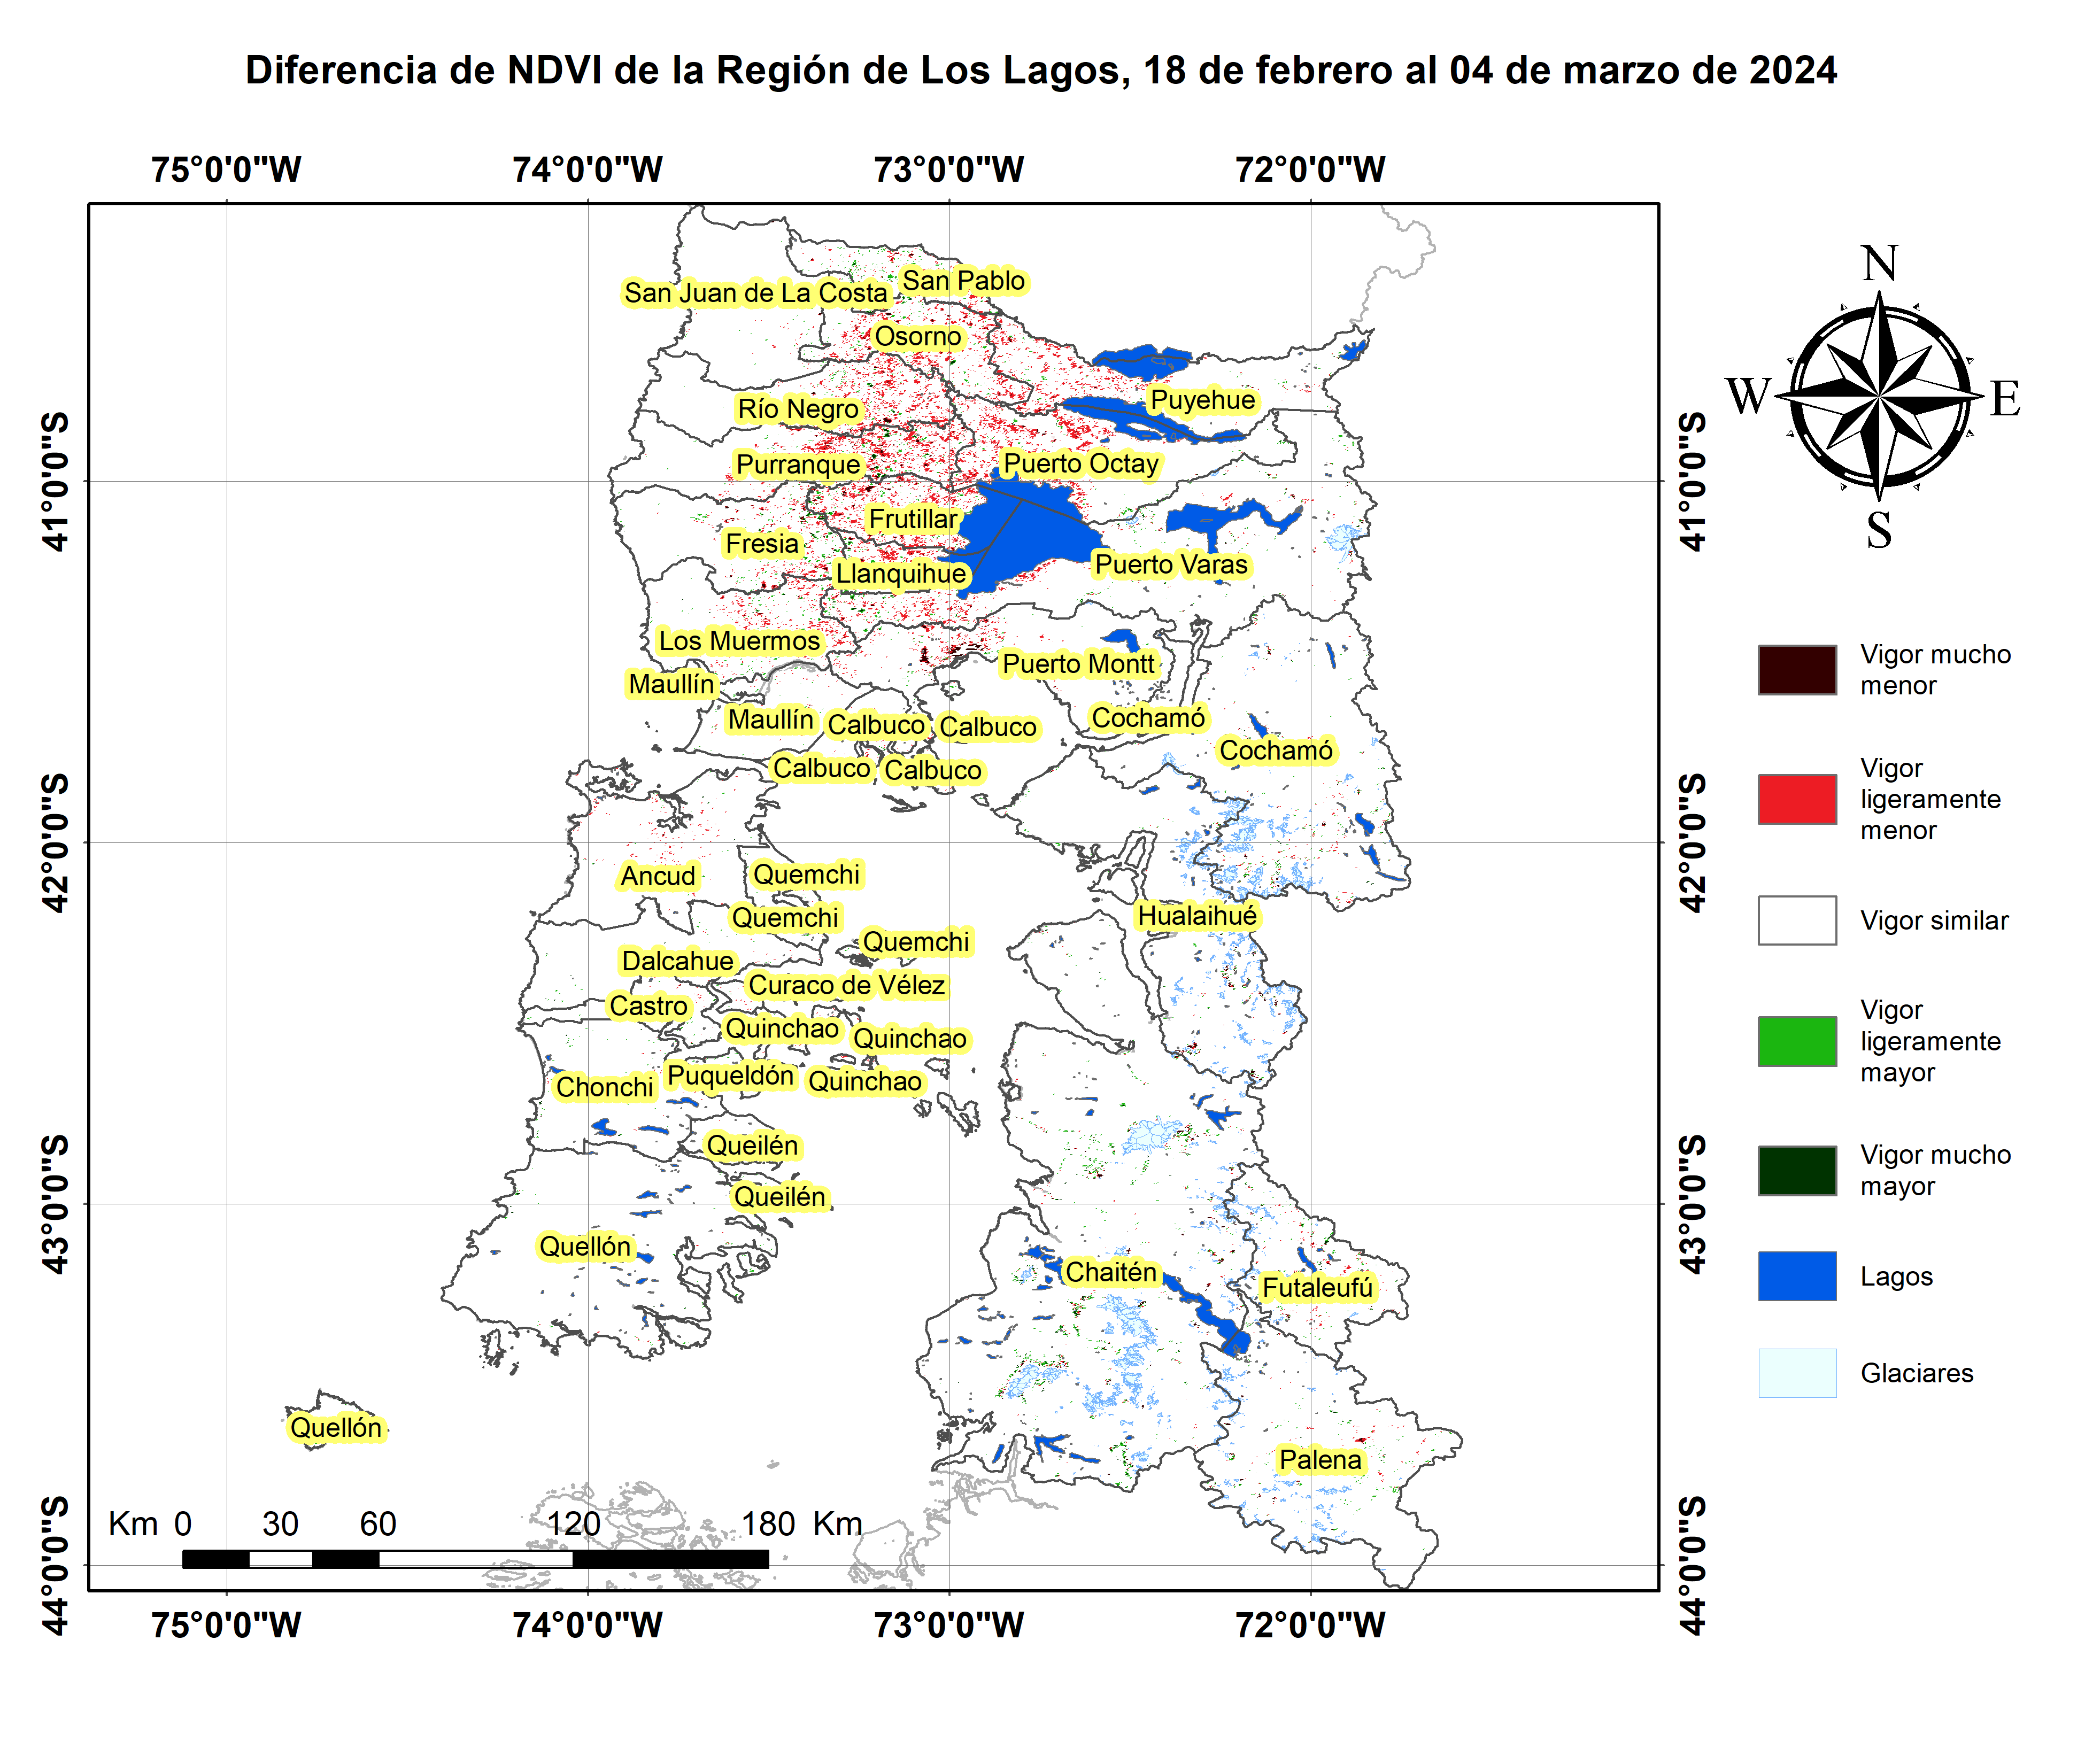 Diferencia de NDVI de la Región de Los Lagos, 18 de febrero al 04 de marzo de 2024
75°0'0"W 74°0'0"W 73°0'0"W 72°0'0"W
San Pablo
San Juan de La Costa
Osorno
Puyehue
Río Negro
Puerto Octay
Purranque
Frutillar
Fresia
Puerto Varas
Llanquihue
Los Muermos
Puerto Montt
Maullín
Cochamó
Maullín
Calbuco
Calbuco
Cochamó
Calbuco
Calbuco
Quemchi
Ancud
Hualaihué
Quemchi
Quemchi
Dalcahue
Curaco de Vélez
Castro
Quinchao
Quinchao
Puqueldón
Quinchao
Chonchi
Queilén
Queilén
Quellón
Chaitén
Futaleufú
Quellón
Palena
41°0'0"S
42°0'0"S
43°0'0"S
44°0'0"S
41°0'0"S
42°0'0"S
43°0'0"S
44°0'0"S
Km 0 30 60 120 180 Km
75°0'0"W 74°0'0"W 73°0'0"W 72°0'0"W
N
W E
S
Vigor mucho
menor
Vigor
ligeramente
menor
Vigor similar
Vigor
ligeramente
mayor
Vigor mucho
mayor
Lagos
Glaciares